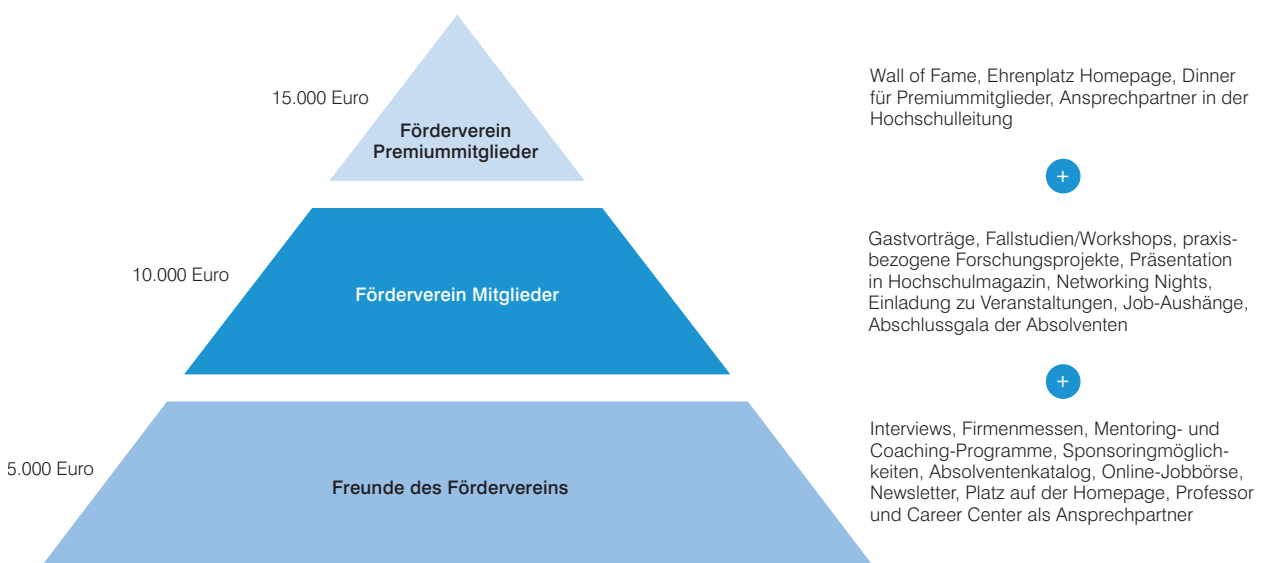 15.000 Euro
Förderverein
Premiummitglieder
Wall of Fame, Ehrenplatz Homepage, Dinner
für Premiummitglieder, Ansprechpartner in der
Hochschulleitung
+
10.000 Euro
Förderverein Mitglieder
Gastvorträge, Fallstudien/Workshops, praxis-
bezogene Forschungsprojekte, Präsentation
in Hochschulmagazin, Networking Nights,
Einladung zu Veranstaltungen, Job-Aushänge,
Abschlussgala der Absolventen
+
5.000 Euro
Freunde des Fördervereins
Interviews, Firmenmessen, Mentoring- und
Coaching-Programme, Sponsoringmöglich-
keiten, Absolventenkatalog, Online-Jobbörse,
Newsletter, Platz auf der Homepage, Professor
und Career Center als Ansprechpartner